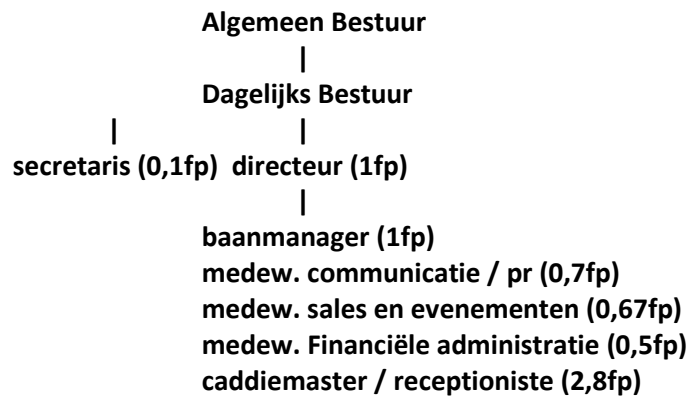 Algemeen Bestuur
|
Dagelijks Bestuur
| |
secretaris (0,1fp) directeur (1fp)
|
baanmanager (1fp)
medew. communicatie / pr (0,7fp)
medew. sales en evenementen (0,67fp)
medew. Financiële administratie (0,5fp)
caddiemaster / receptioniste (2,8fp)